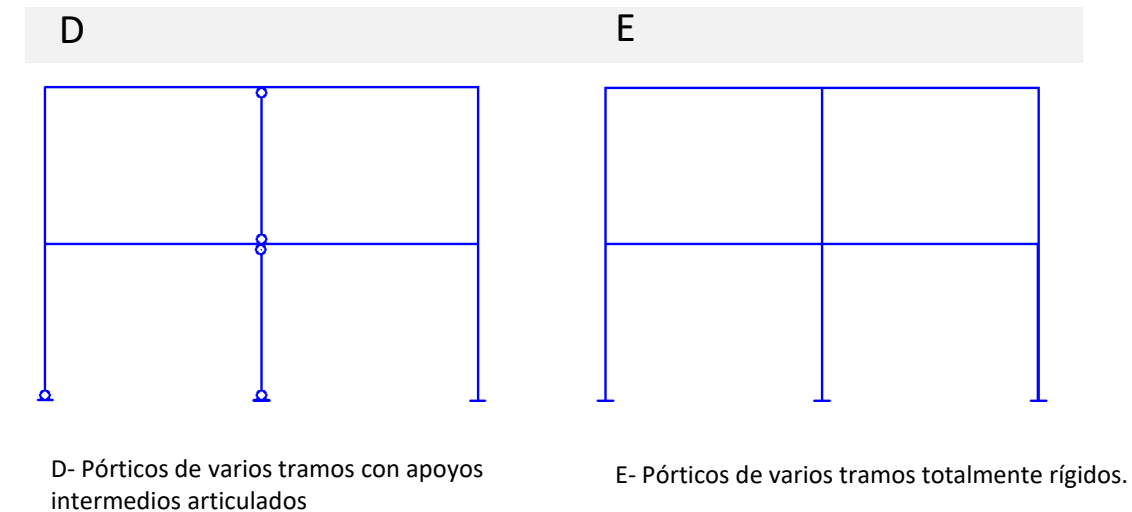 D
E
D- Pórticos de varios tramos con apoyos
intermedios articulados
E- Pórticos de varios tramos totalmente rígidos.